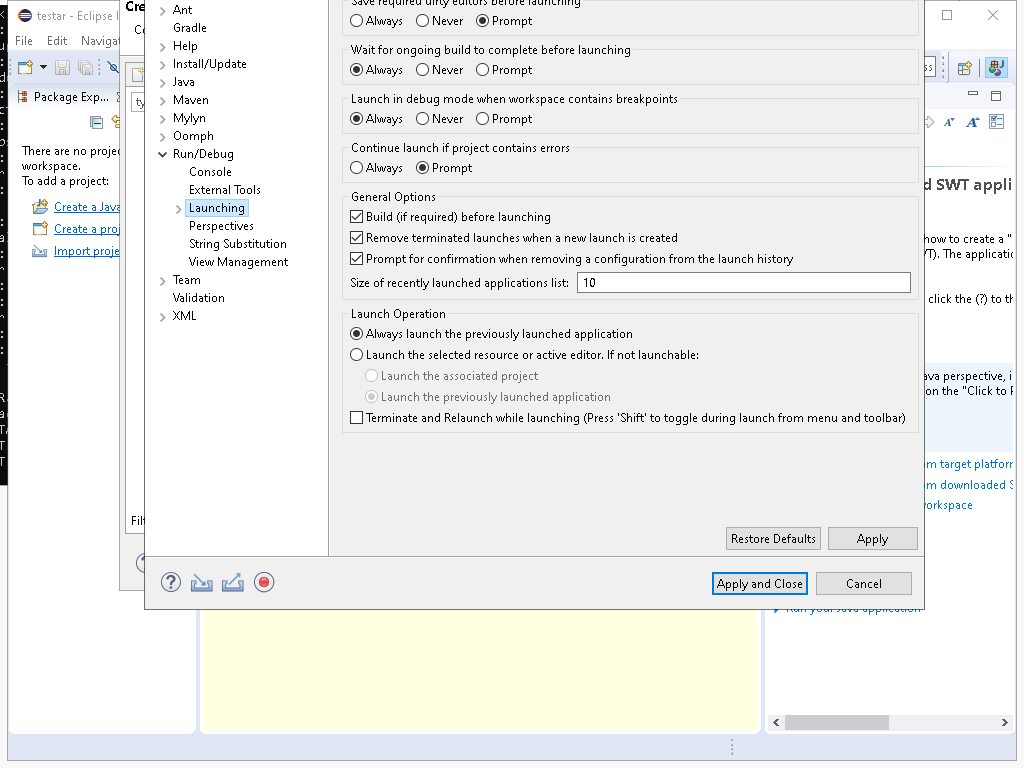 testar - Eclipse I
File Edit Navigat
Package Exp...
There are no projec
workspace.
To add a project:
Create a Java
Create a proj
Import proje
Cre
ty
Ant
Gradle
Help
Install/Update
Java
Maven
Mylyn
Oomph
Run/Debug
Console
External Tools
Launching
Perspectives
String Substitution
View Management
Team
Validation
XML
Save required dirty editors before launching
Always Never Prompt
Wait for ongoing build to complete before launching
Always Never Prompt
Launch in debug mode when workspace contains breakpoints
Always Never Prompt
Continue launch if project contains errors
Always Prompt
General Options
Build (if required) before launching
Remove terminated launches when a new launch is created
Prompt for confirmation when removing a configuration from the launch history
Size of recently launched applications list: 10
Launch Operation
Always launch the previously launched application
Launch the selected resource or active editor. If not launchable:
Launch the associated project
Launch the previously launched application
Terminate and Relaunch while launching (Press 'Shift' to toggle during launch from menu and toolbar)
Restore Defaults Apply
Apply and Close Cancel
d SWT appli
how to create a "
/T). The applicatio
click the (?) to th
ava perspective, i
on the "Click to P
m target platform
m downloaded S
orkspace
Run your Java application